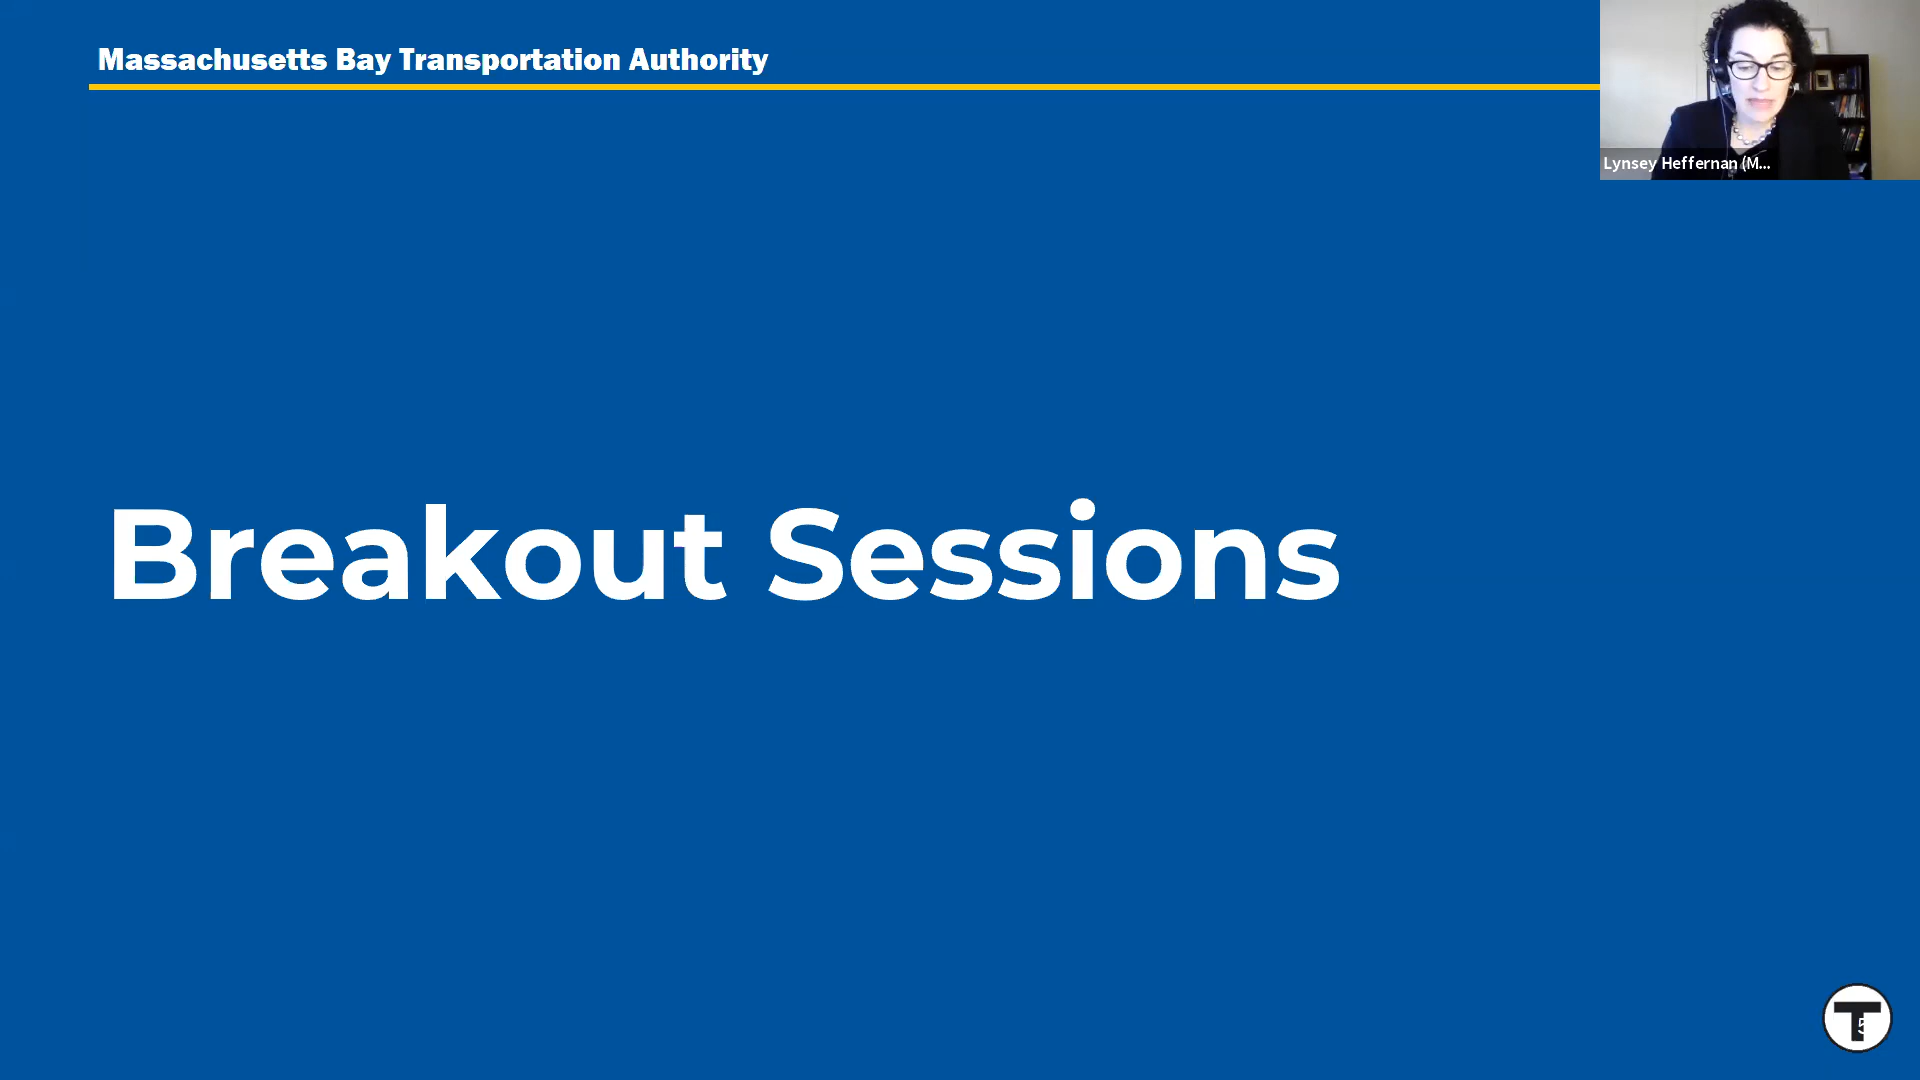 Massachusetts Bay Transportation Authority
Lynsey Heffernan (M...
Breakout Sessions
T